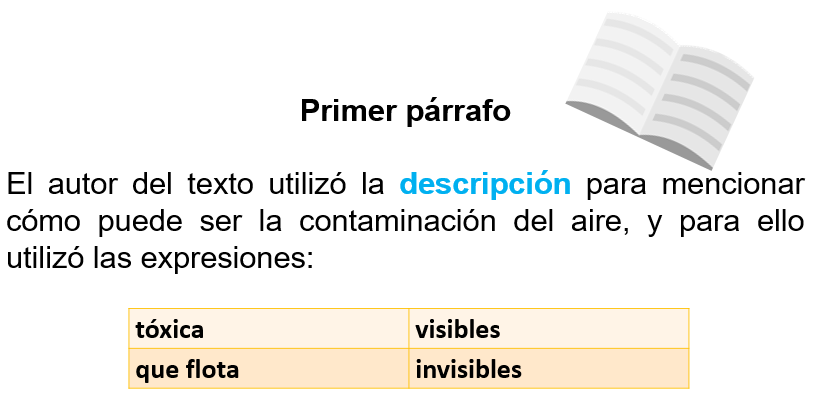 Primer párrafo
El autor del texto utilizó la descripción para mencionar
cómo puede ser la contaminación del aire, y para ello
utilizó las expresiones:
tóxica visibles
que flota invisibles